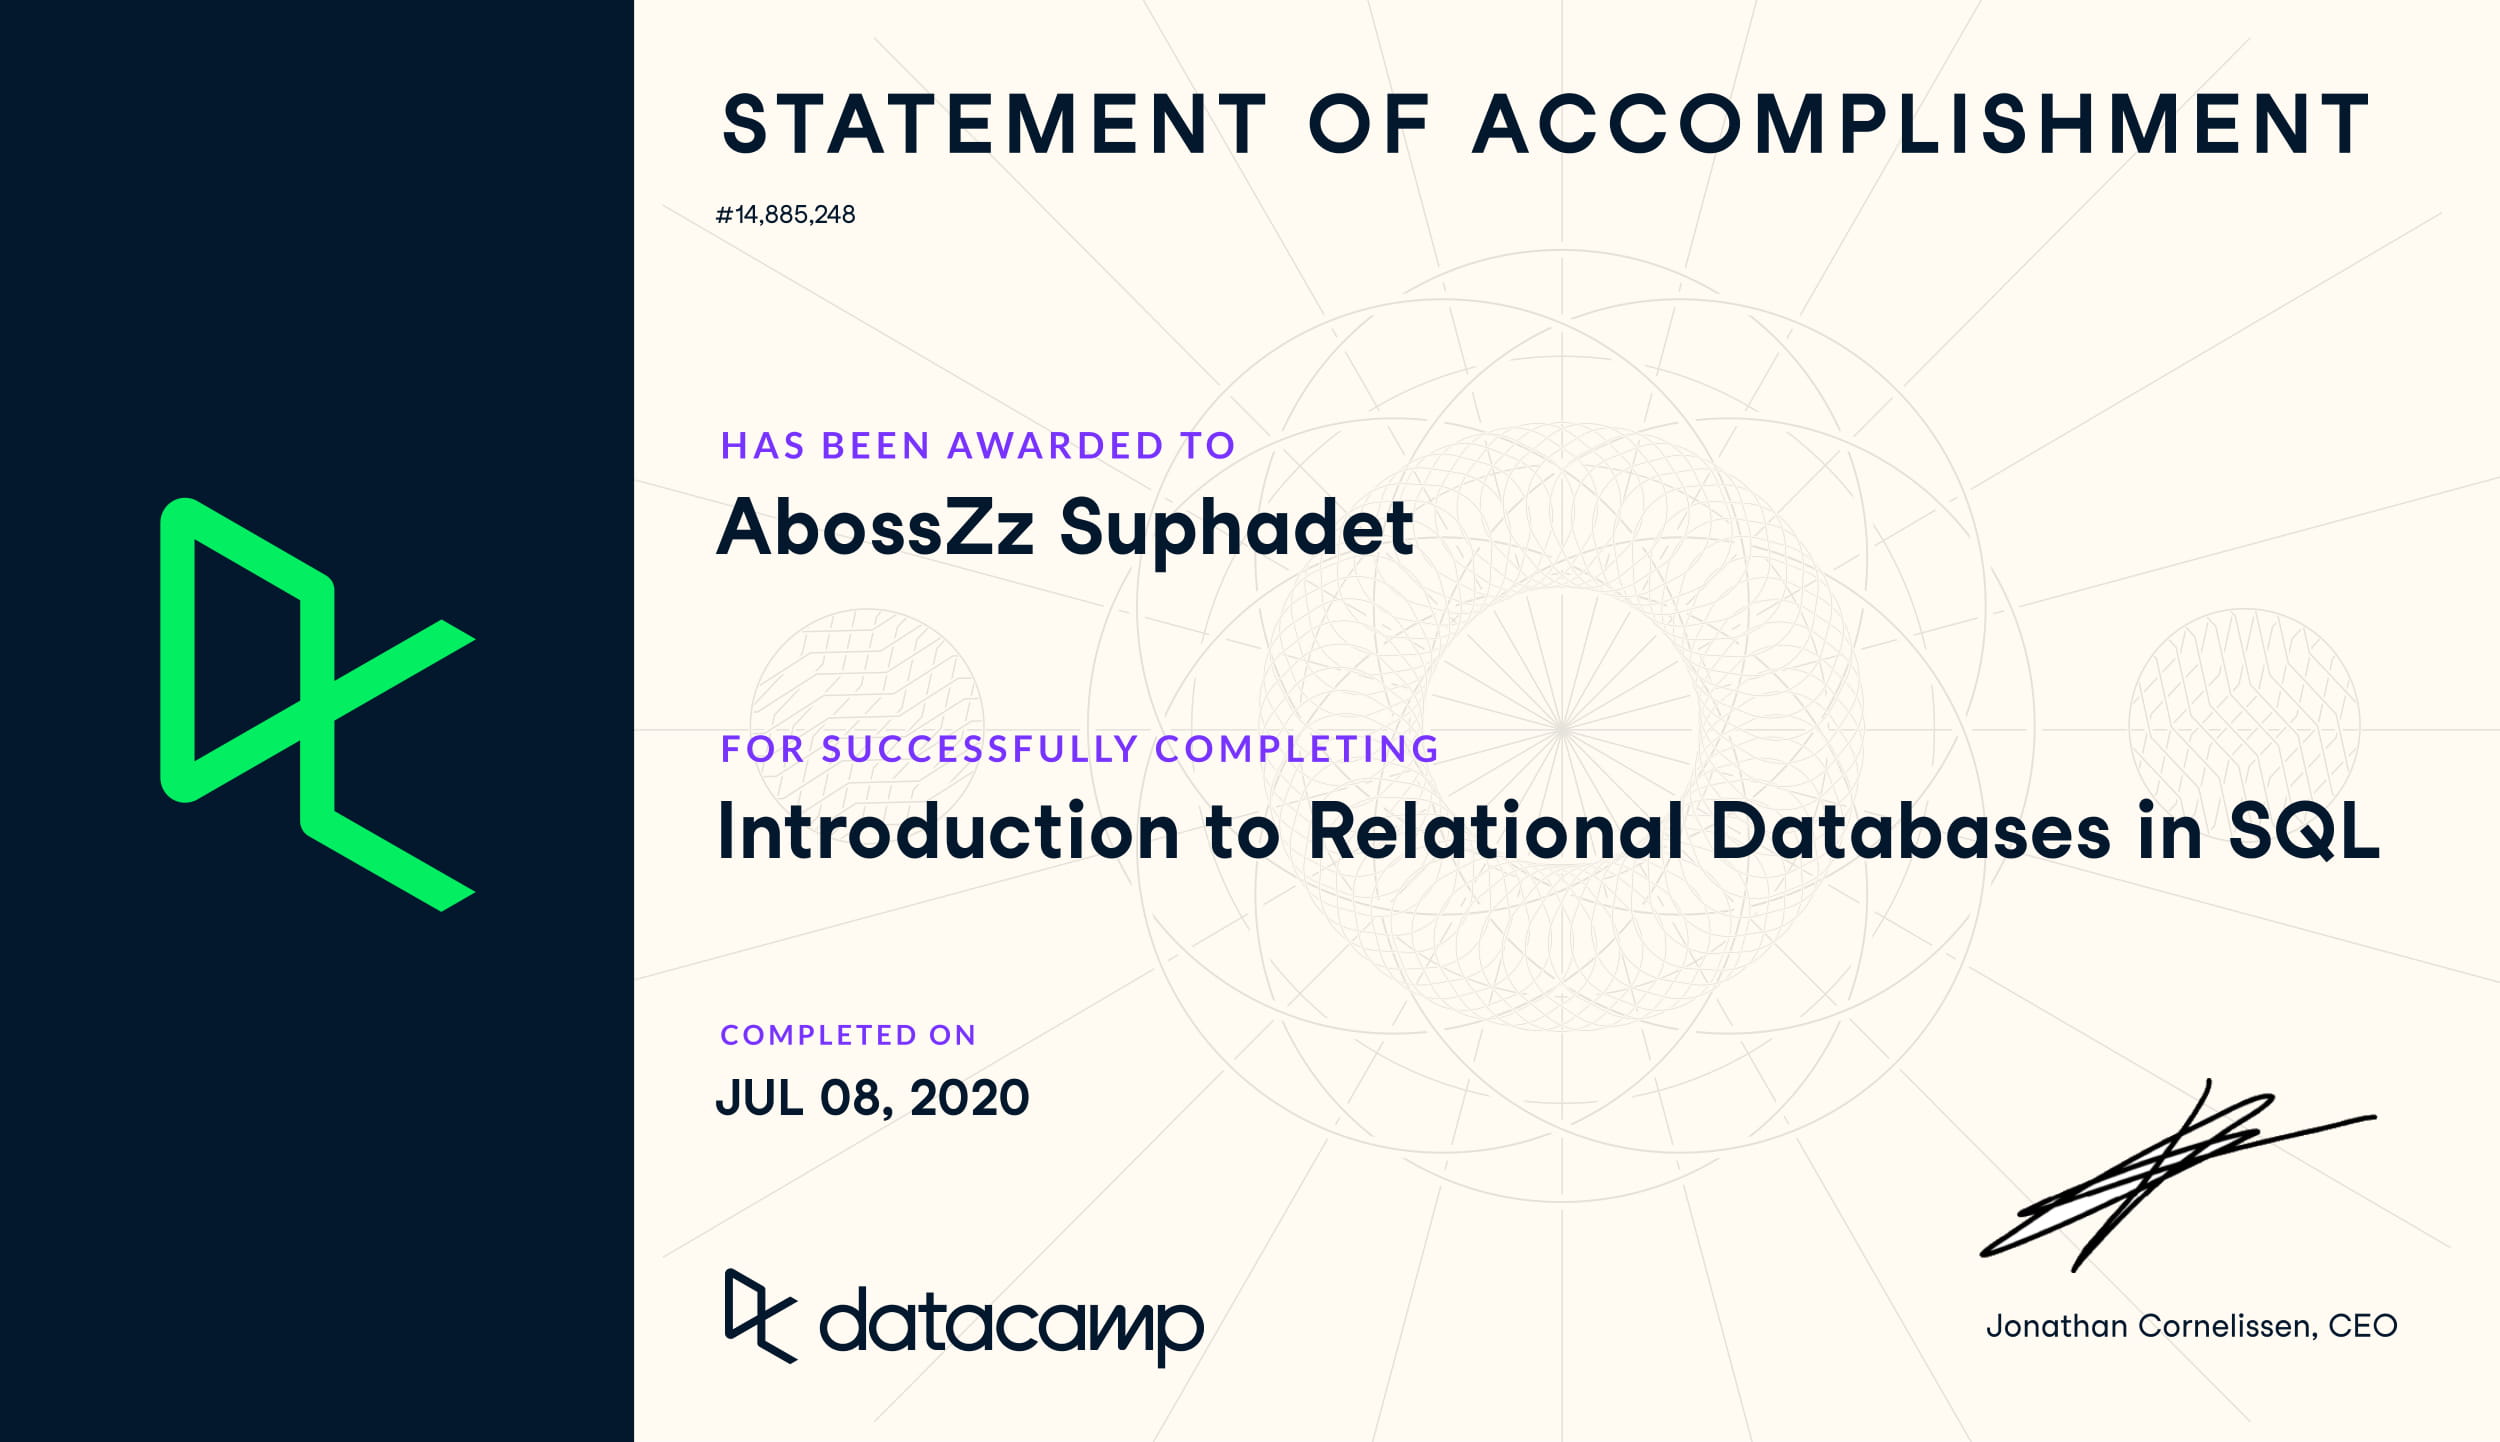 STATEMENT OF ACCOMPLISHMENT
#14,885,248
HAS BEEN AWARDED TO
AbossZz Suphadet
FOR SUCCESSFULLY COMPLETING
Introduction to Relational Databases in SQL
COMPLETED ON
JUL 08, 2020
datacamp
Jonathan Cornelissen, CEO